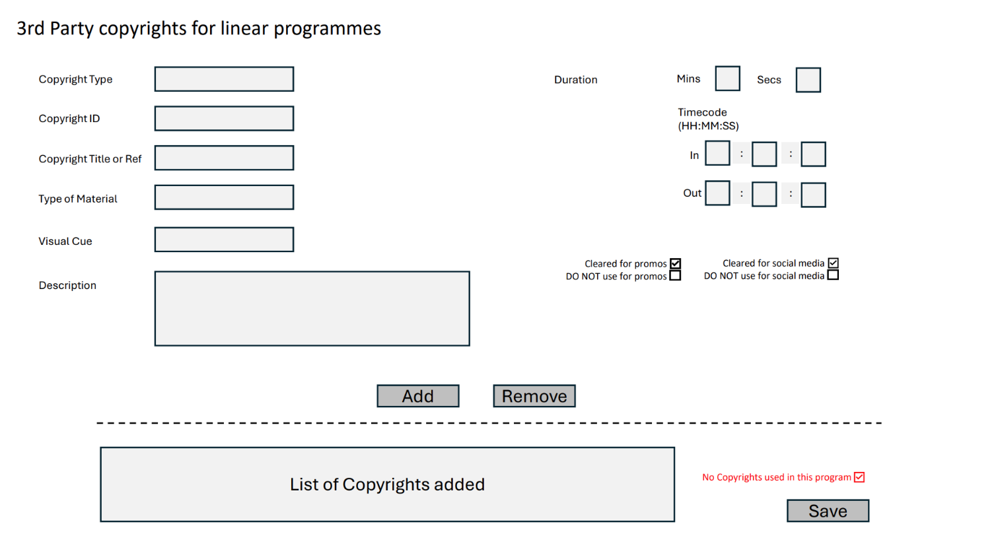 3rd Party copyrights for linear programmes
Copyright Type
Duration
Mins
Secs
Copyright ID
Timecode
(HH:MM:SS)
Copyright Title or Ref
In : :
Type of Material
Out : :
Visual Cue
Cleared for promos
Cleared for social media
DO NOT use for promos
DO NOT use for social media
Description
Add
Remove
List of Copyrights added
No Copyrights used in this program
Save